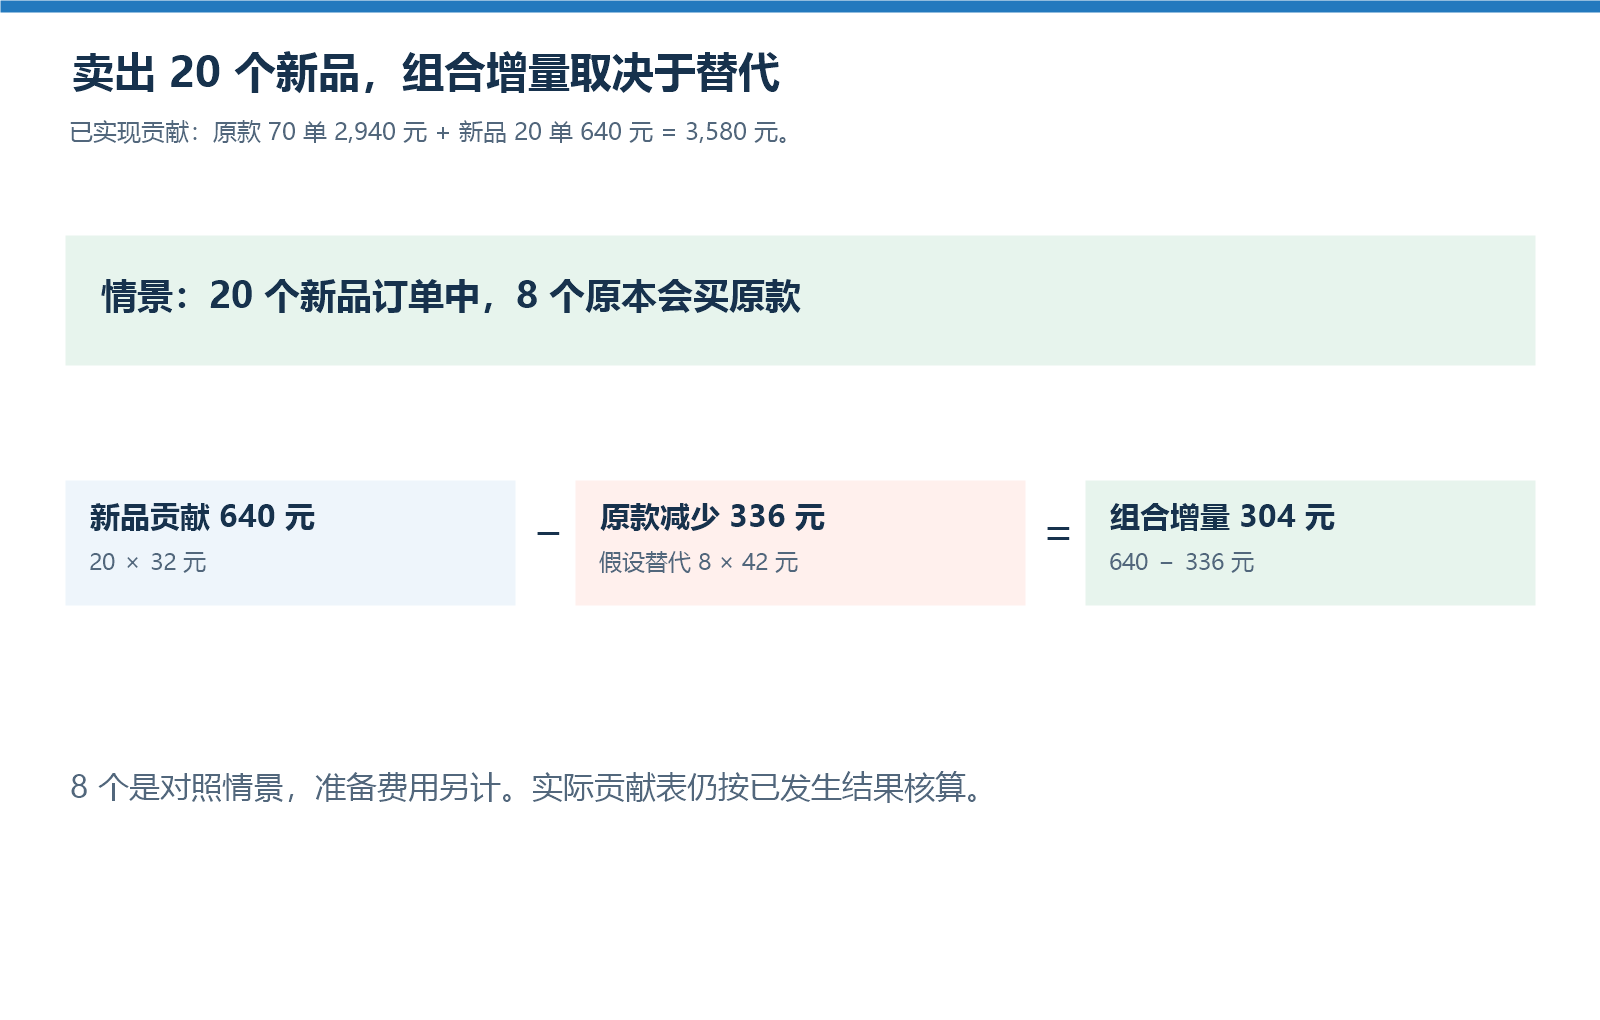 卖出 20 个新品，组合增量取决于替代
已实现贡献：原款 70 单 2,940 元 + 新品 20 单 640 元 = 3,580 元。
情景：20 个新品订单中，8 个原本会买原款
新品贡献 640 元
20 × 32 元
−
原款减少 336 元
假设替代 8 × 42 元
=
组合增量 304 元
640 − 336 元
8 个是对照情景，准备费用另计。实际贡献表仍按已发生结果核算。